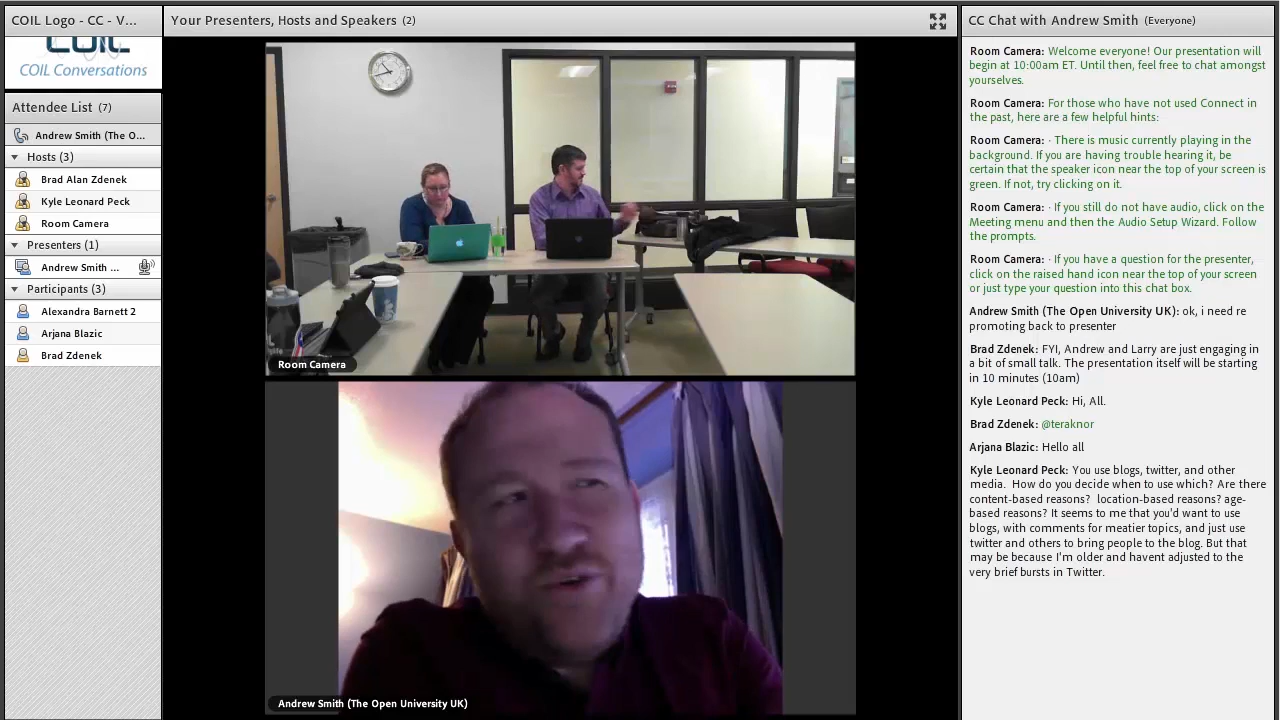 COIL Logo - CC - V...
COIL
COIL Conversations
Attendee List (7)
Andrew Smith (The O...
Hosts (3)
Brad Alan Zdenek
Kyle Leonard Peck
Room Camera
Presenters (1)
Andrew Smith ...
Participants (3)
Alexandra Barnett 2
Arjana Blazic
Brad Zdenek
Your Presenters, Hosts and Speakers (2)
Room Camera
Andrew Smith (The Open University UK)
CC Chat with Andrew Smith (Everyone)
Room Camera: Welcome everyone! Our presentation will
begin at 10:00am ET. Until then, feel free to chat amongst
yourselves.
Room Camera: For those who have not used Connect in
the past, here are a few helpful hints:
Room Camera: · There is music currently playing in the
background. If you are having trouble hearing it, be
certain that the speaker icon near the top of your screen is
green. If not, try clicking on it.
Room Camera: · If you still do not have audio, click on the
Meeting menu and then the Audio Setup Wizard. Follow
the prompts.
Room Camera: · If you have a question for the presenter,
click on the raised hand icon near the top of your screen
or just type your question into this chat box.
Andrew Smith (The Open University UK): ok, i need re
promoting back to presenter
Brad Zdenek: FYI, Andrew and Larry are just engaging in
a bit of small talk. The presentation itself will be starting
in 10 minutes (10am)
Kyle Leonard Peck: Hi, All.
Brad Zdenek: @teraknor
Arjana Blazic: Hello all
Kyle Leonard Peck: You use blogs, twitter, and other
media. How do you decide when to use which? Are there
content-based reasons? location-based reasons? age-
based reasons? It seems to me that you'd want to use
blogs, with comments for meatier topics, and just use
twitter and others to bring people to the blog. But that
may be because I'm older and havent adjusted to the
very brief bursts in Twitter.